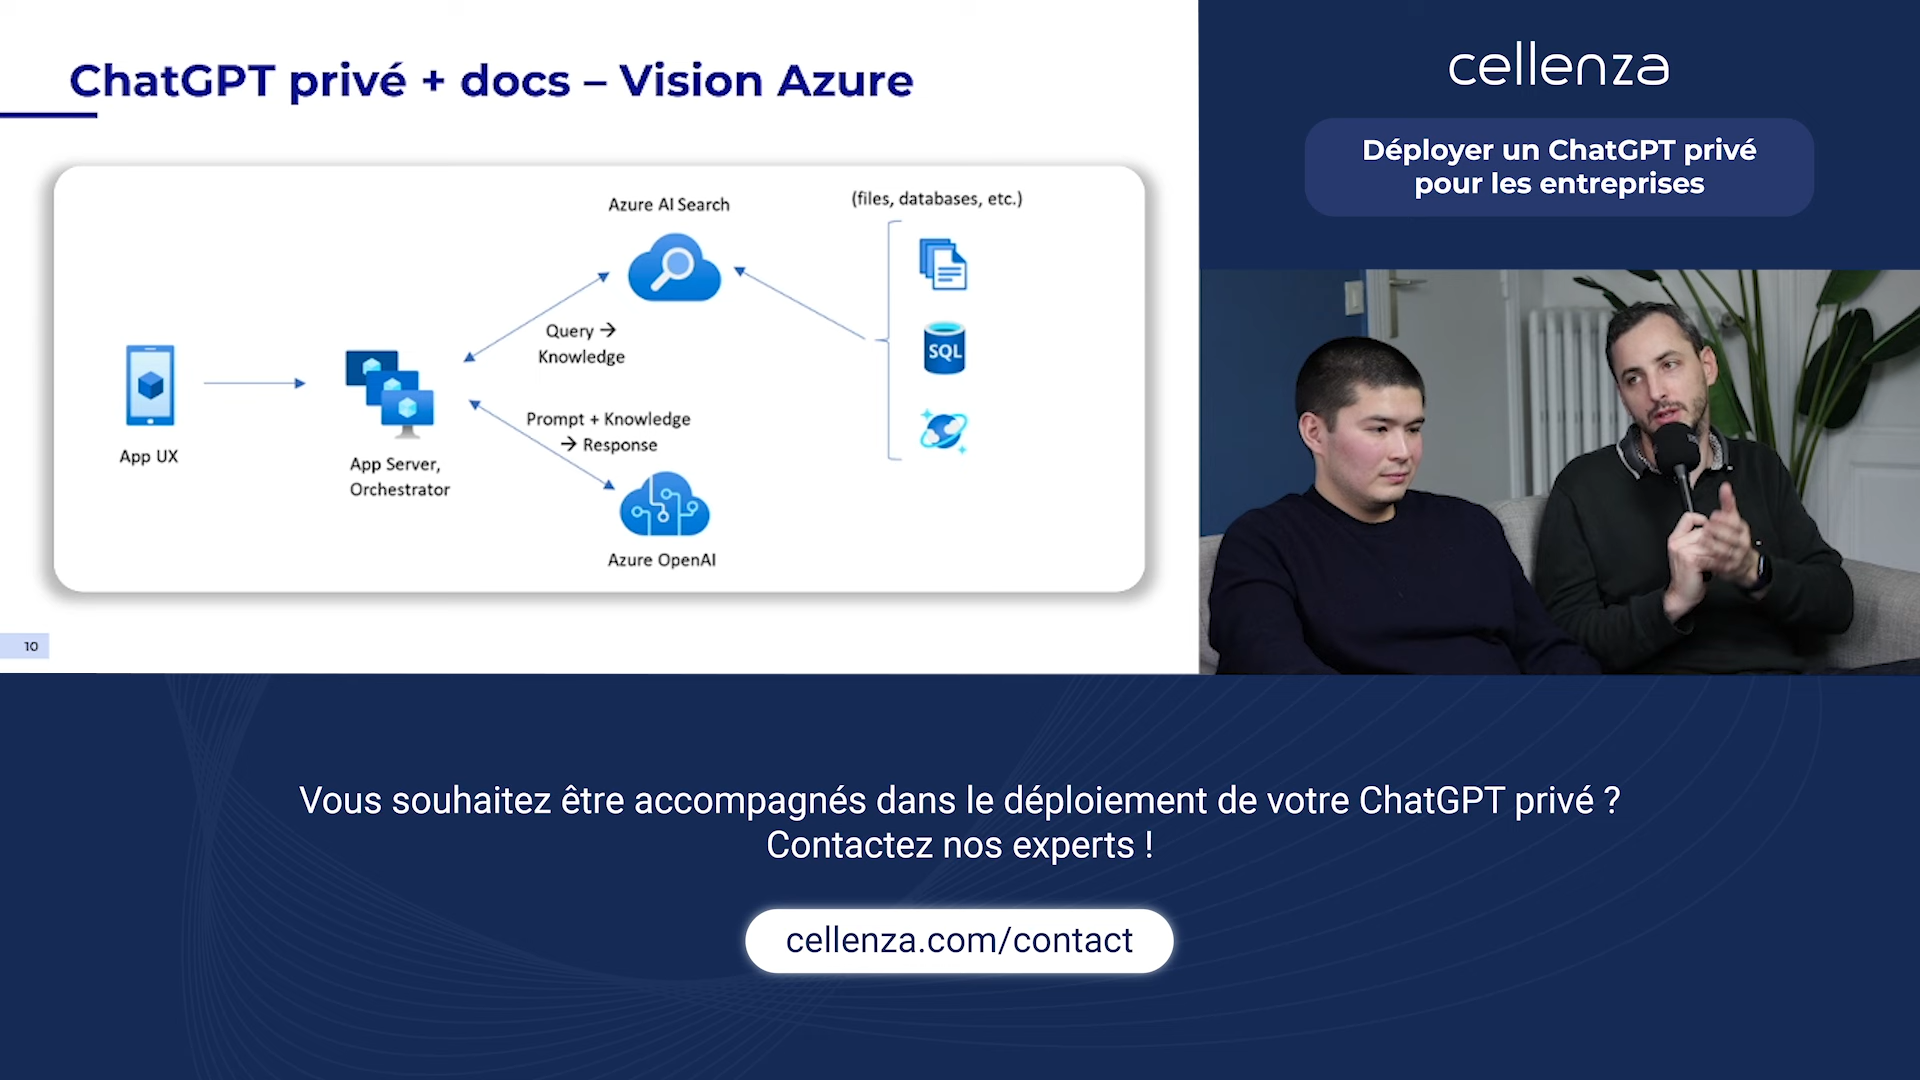 ChatGPT privé + docs – Vision Azure
Azure AI Search
(files, databases, etc.)
Query →
Knowledge
SQL
Prompt + Knowledge
→ Response
App UX
App Server,
Orchestrator
Azure OpenAI
10
cellenza
Déployer un ChatGPT privé
pour les entreprises
Vous souhaitez être accompagnés dans le déploiement de votre ChatGPT privé ?
Contactez nos experts !
cellenza.com/contact